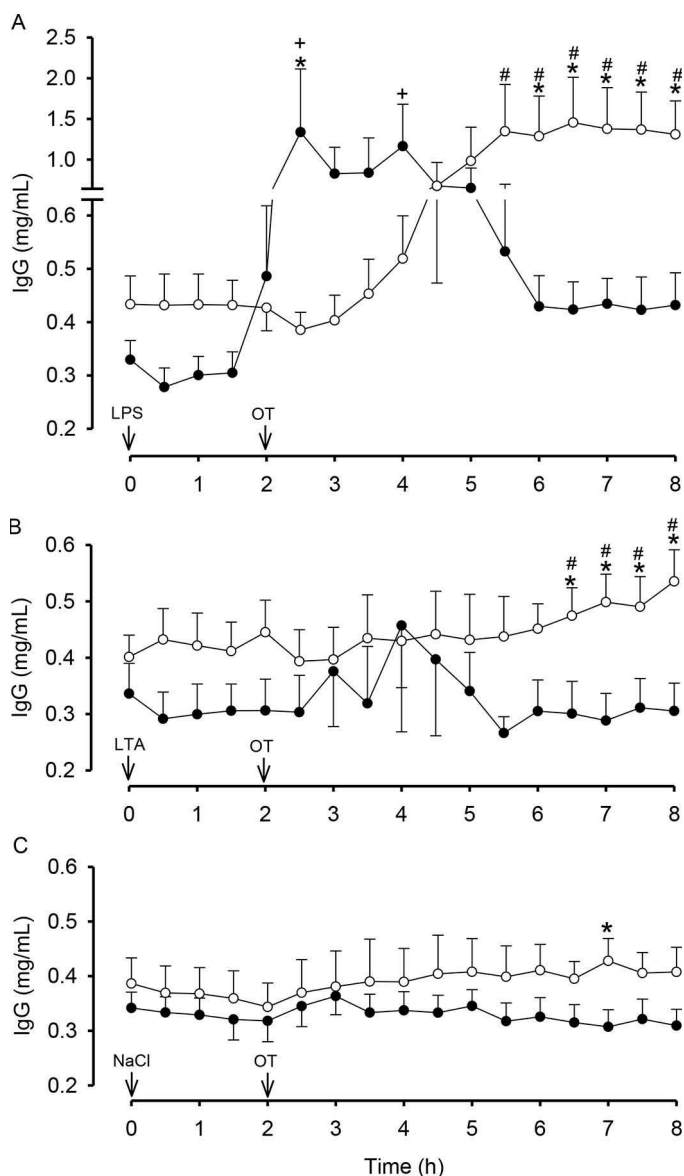 A
+ + # # # # # #
* * * * * *
2.5
2.0
1.5
1.0
0.6
0.5
0.4
0.3
0.2
IgG (mg/mL)
LPS OT
0 1 2 3 4 5 6 7 8
B
# # # #
* * * *
0.6
0.5
0.4
0.3
0.2
IgG (mg/mL)
LTA OT
0 1 2 3 4 5 6 7 8
C
*
0.6
0.5
0.4
0.3
0.2
IgG (mg/mL)
NaCl OT
0 1 2 3 4 5 6 7 8
Time (h)